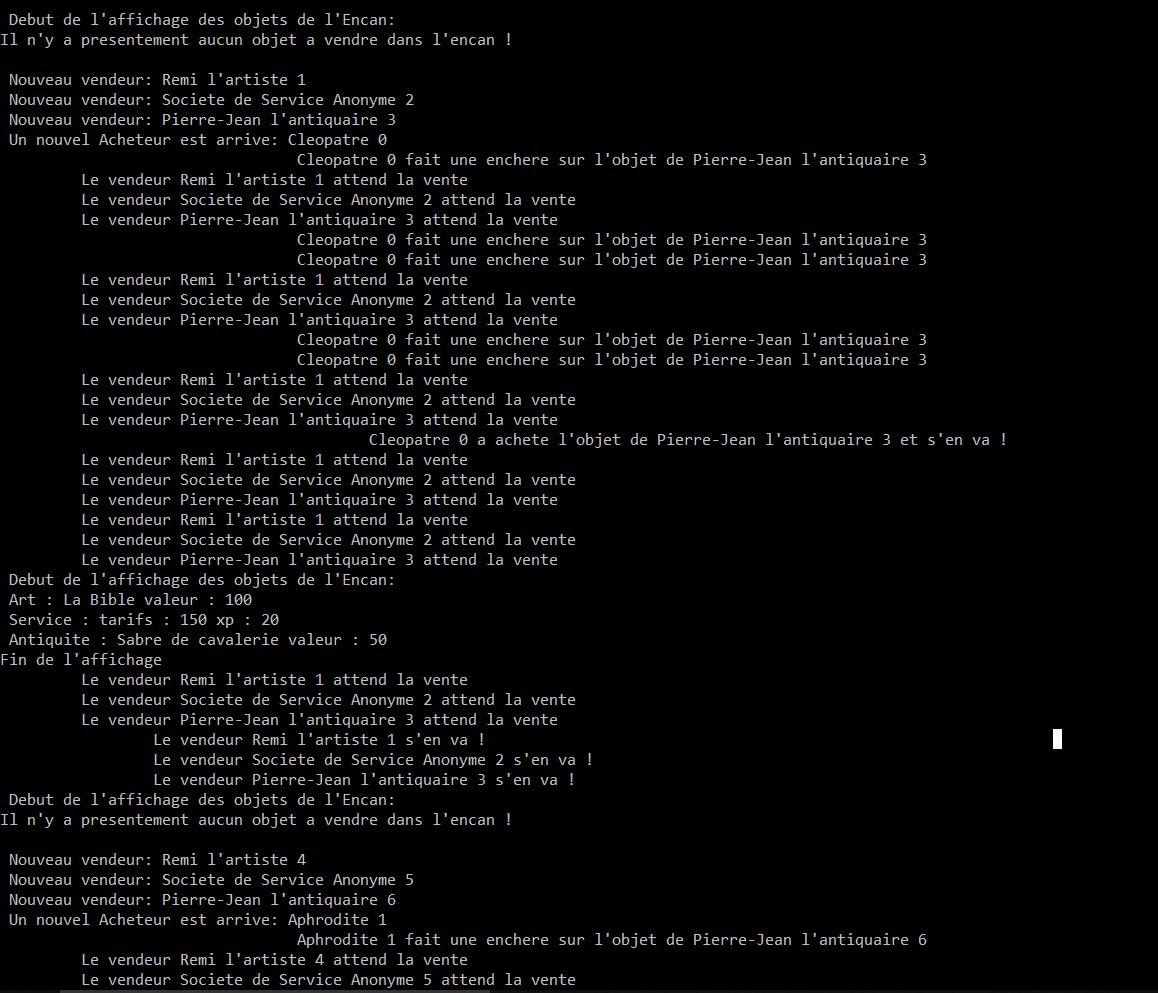 Debut de l'affichage des objets de l'Encan:
Il n'y a presentement aucun objet a vendre dans l'encan !
Nouveau vendeur: Remi l'artiste 1
Nouveau vendeur: Societe de Service Anonyme 2
Nouveau vendeur: Pierre-Jean l'antiquaire 3
Un nouvel Acheteur est arrive: Cleopatre 0
Cleopatre 0 fait une enchere sur l'objet de Pierre-Jean l'antiquaire 3
Le vendeur Remi l'artiste 1 attend la vente
Le vendeur Societe de Service Anonyme 2 attend la vente
Le vendeur Pierre-Jean l'antiquaire 3 attend la vente
Cleopatre 0 fait une enchere sur l'objet de Pierre-Jean l'antiquaire 3
Cleopatre 0 fait une enchere sur l'objet de Pierre-Jean l'antiquaire 3
Le vendeur Remi l'artiste 1 attend la vente
Le vendeur Societe de Service Anonyme 2 attend la vente
Le vendeur Pierre-Jean l'antiquaire 3 attend la vente
Cleopatre 0 fait une enchere sur l'objet de Pierre-Jean l'antiquaire 3
Cleopatre 0 fait une enchere sur l'objet de Pierre-Jean l'antiquaire 3
Le vendeur Remi l'artiste 1 attend la vente
Le vendeur Societe de Service Anonyme 2 attend la vente
Le vendeur Pierre-Jean l'antiquaire 3 attend la vente
Cleopatre 0 a achete l'objet de Pierre-Jean l'antiquaire 3 et s'en va !
Le vendeur Remi l'artiste 1 attend la vente
Le vendeur Societe de Service Anonyme 2 attend la vente
Le vendeur Pierre-Jean l'antiquaire 3 attend la vente
Le vendeur Remi l'artiste 1 attend la vente
Le vendeur Societe de Service Anonyme 2 attend la vente
Le vendeur Pierre-Jean l'antiquaire 3 attend la vente
Debut de l'affichage des objets de l'Encan:
Art : La Bible valeur : 100
Service : tarifs : 150 xp : 20
Antiquite : Sabre de cavalerie valeur : 50
Fin de l'affichage
Le vendeur Remi l'artiste 1 attend la vente
Le vendeur Societe de Service Anonyme 2 attend la vente
Le vendeur Pierre-Jean l'antiquaire 3 attend la vente
Le vendeur Remi l'artiste 1 s'en va !
Le vendeur Societe de Service Anonyme 2 s'en va !
Le vendeur Pierre-Jean l'antiquaire 3 s'en va !
Debut de l'affichage des objets de l'Encan:
Il n'y a presentement aucun objet a vendre dans l'encan !
Nouveau vendeur: Remi l'artiste 4
Nouveau vendeur: Societe de Service Anonyme 5
Nouveau vendeur: Pierre-Jean l'antiquaire 6
Un nouvel Acheteur est arrive: Aphrodite 1
Aphrodite 1 fait une enchere sur l'objet de Pierre-Jean l'antiquaire 6
Le vendeur Remi l'artiste 4 attend la vente
Le vendeur Societe de Service Anonyme 5 attend la vente